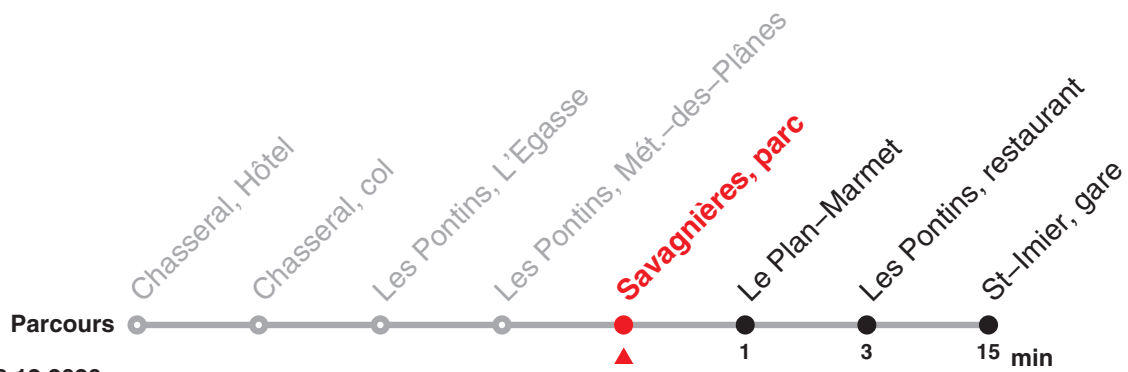 Chasseral, Hôtel
Chasseral, col
Les Pontins, L'Egasse
Les Pontins, Mét.–des–Plânes
Savagnières, parc
Le Plan–Marmet
Les Pontins, restaurant
St–Imier, gare
Parcours
1 3 15 min